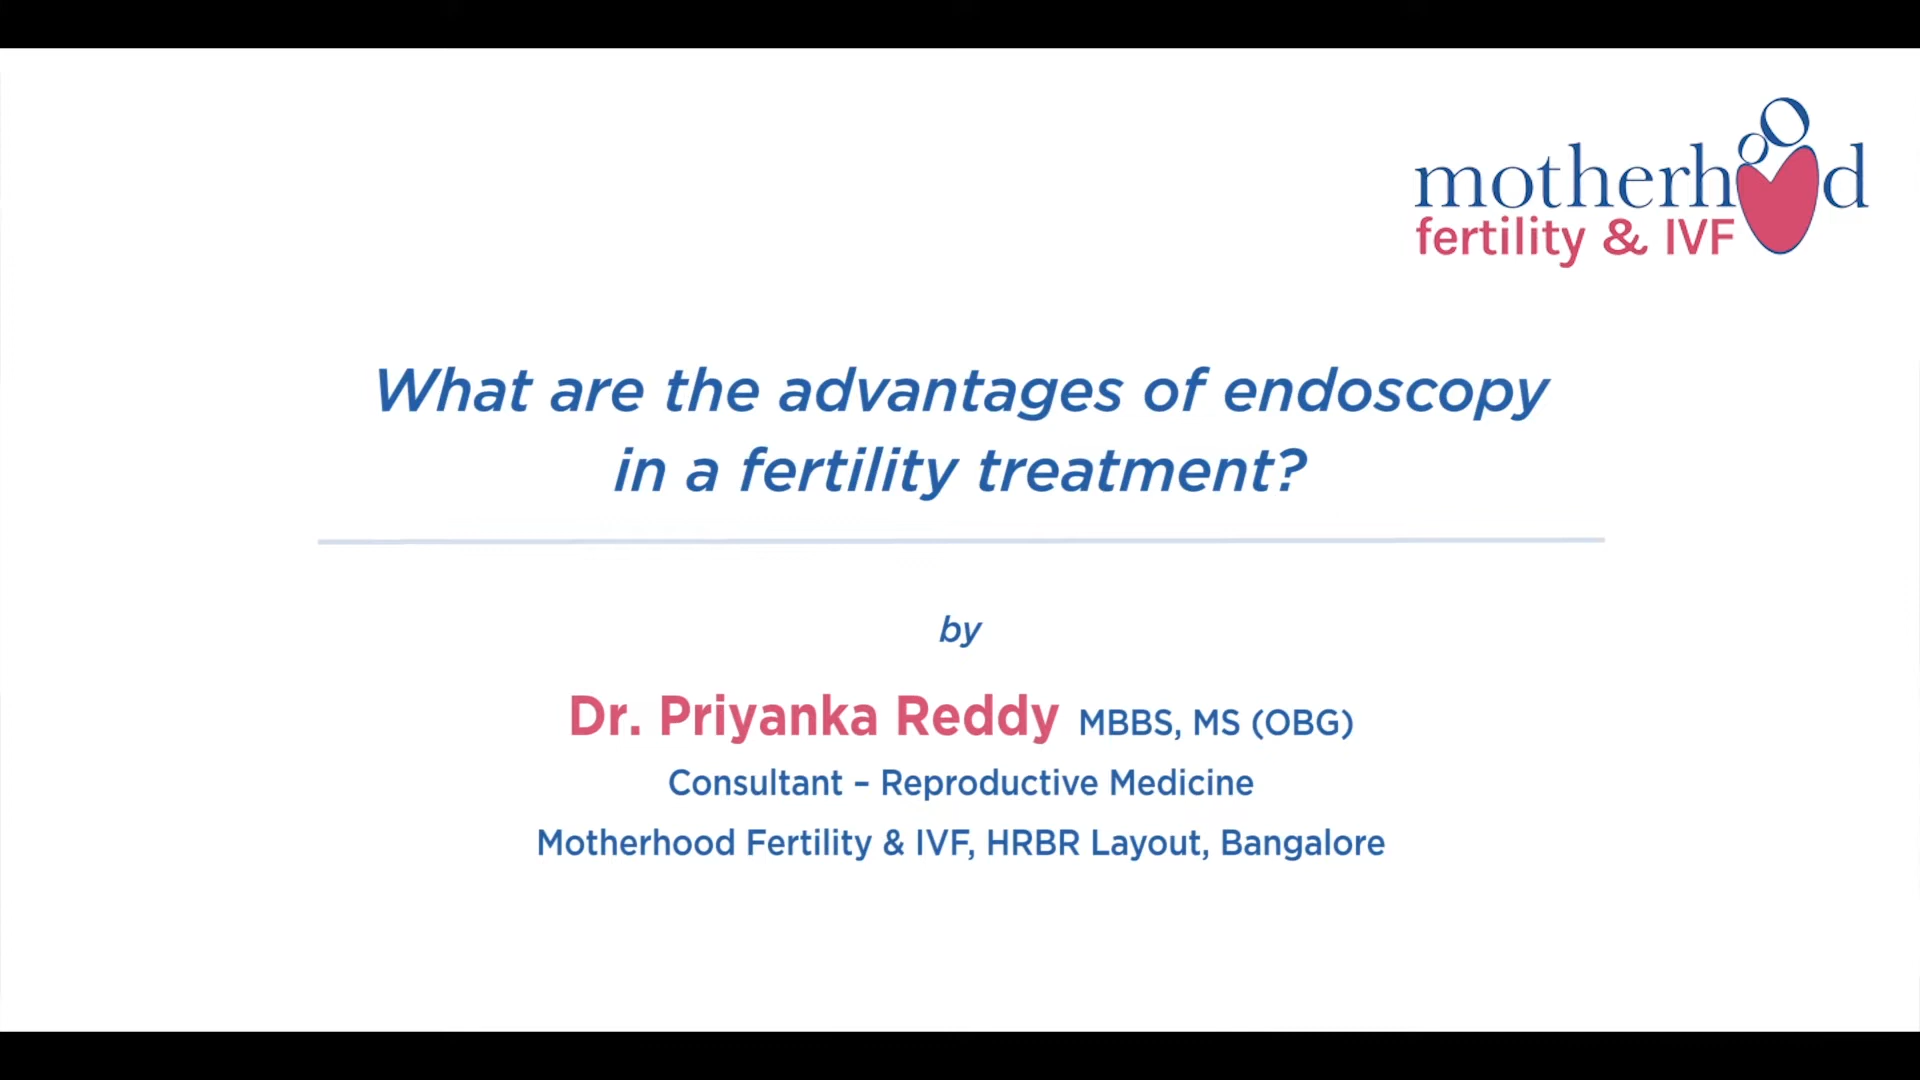 motherhood
fertility & IVF
What are the advantages of endoscopy
in a fertility treatment?
by
Dr. Priyanka Reddy MBBS, MS (OBG)
Consultant – Reproductive Medicine
Motherhood Fertility & IVF, HRBR Layout, Bangalore